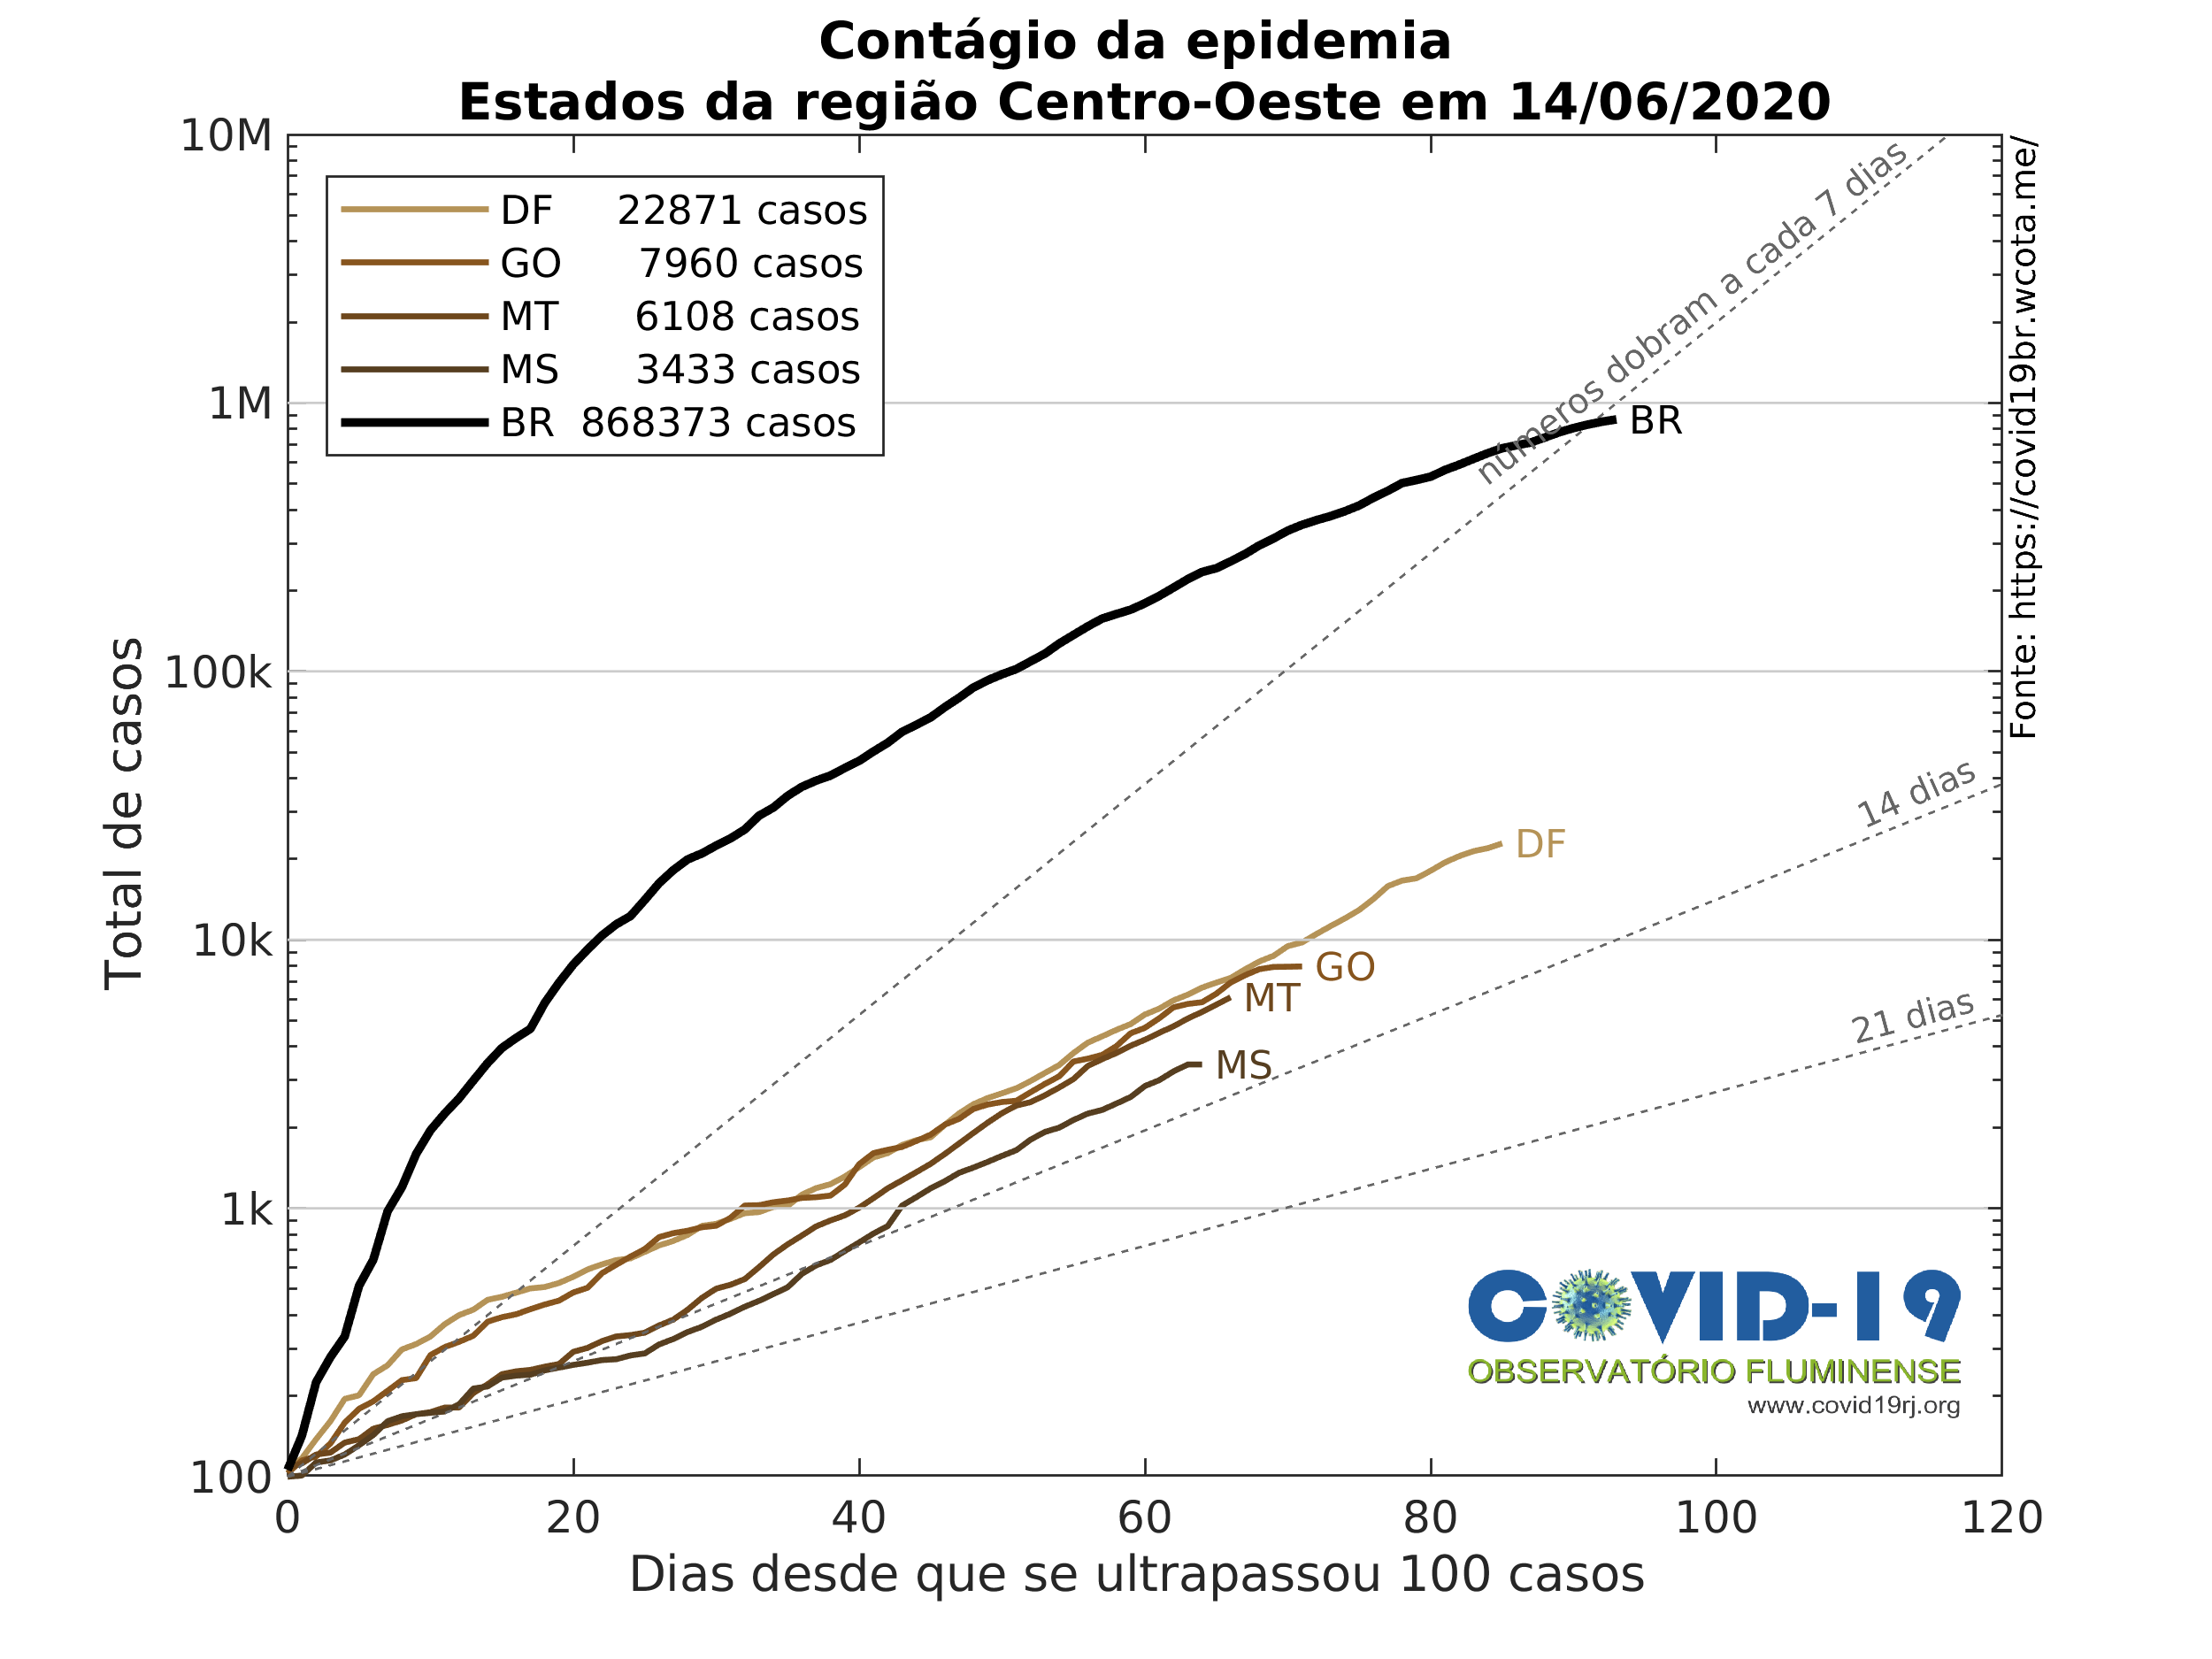 Contágio da epidemia
Estados da região Centro-Oeste em 14/06/2020
10M
1M
100k
10k
1k
100
Total de casos
DF 22871 casos
GO 7960 casos
MT 6108 casos
MS 3433 casos
BR 868373 casos
números dobram a cada 7 dias
14 dias
21 dias
BR
DF
GO
MT
MS
Fonte: https://covid19br.wcota.me/
COVID-19
OBSERVATÓRIO FLUMINENSE
www.covid19rj.org
0 20 40 60 80 100 120
Dias desde que se ultrapassou 100 casos